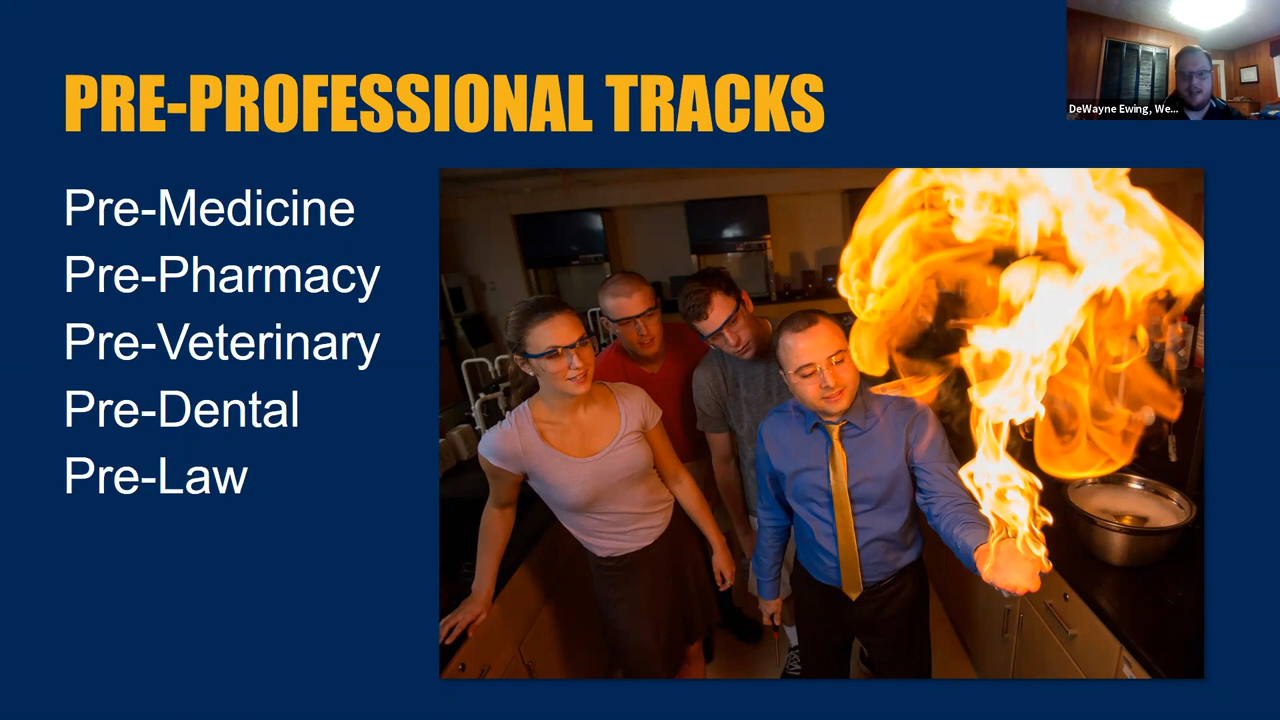 PRE-PROFESSIONAL TRACKS
DeWayne Ewing, We...
Pre-Medicine
Pre-Pharmacy
Pre-Veterinary
Pre-Dental
Pre-Law